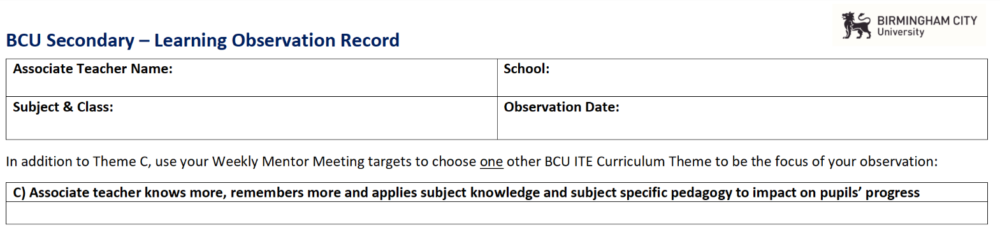 BIRMINGHAM CITY
University
BCU Secondary – Learning Observation Record
Associate Teacher Name:
School:
Subject & Class:
Observation Date:
In addition to Theme C, use your Weekly Mentor Meeting targets to choose one other BCU ITE Curriculum Theme to be the focus of your observation:
C) Associate teacher knows more, remembers more and applies subject knowledge and subject specific pedagogy to impact on pupils’ progress